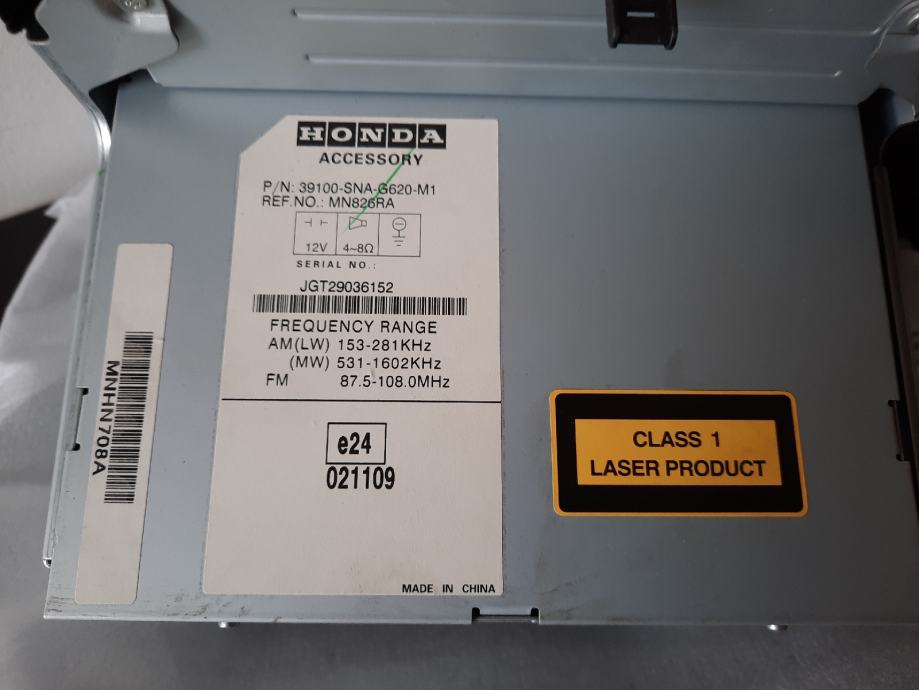 HONDA
ACCESSORY
P/N: 39100-SNA-G620-M1
REF.NO.: MN826RA
12V 4~8Ω
SERIAL NO.:
JGT29036152
FREQUENCY RANGE
AM(LW) 153-281KHz
(MW) 531-1602KHz
FM 87.5-108.0MHz
e24
021109
MADE IN CHINA
MNHN708A
CLASS 1
LASER PRODUCT